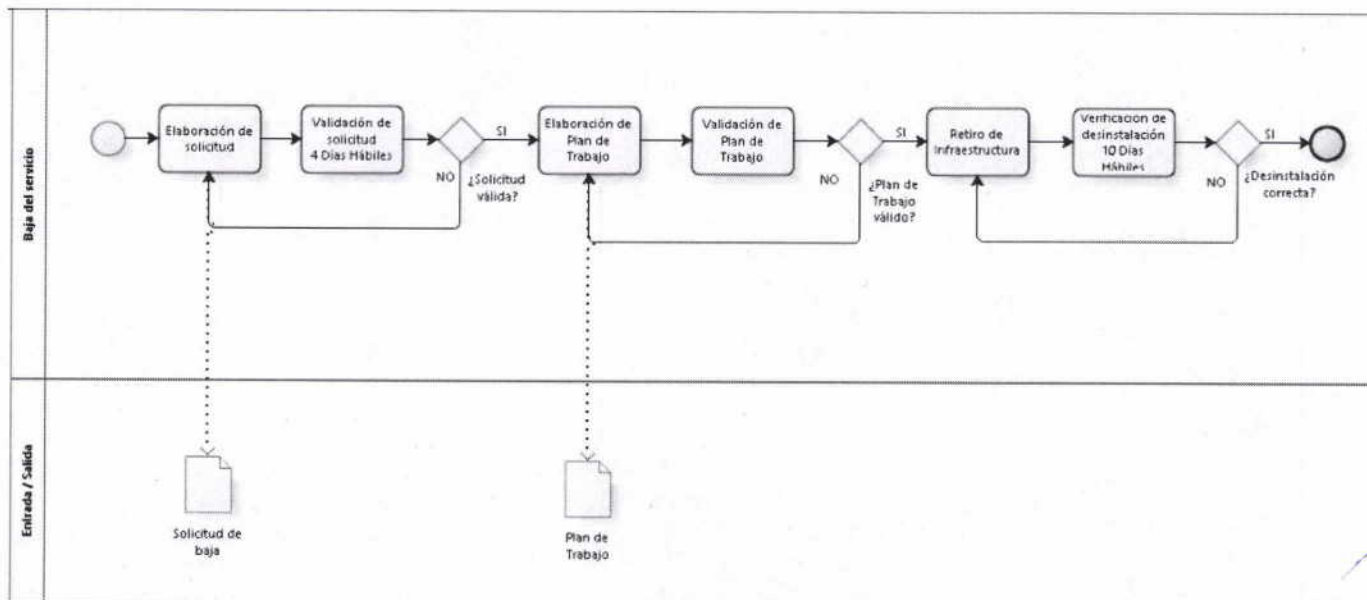 Baja del servicio
Elaboración de
solicitud
Validación de
solicitud
4 Días Hábiles
SI
NO
¿Solicitud
válida?
Elaboración de
Plan de
Trabajo
Validación de
Plan de
Trabajo
SI
NO
¿Plan de
Trabajo
válido?
Retiro de
Infraestructura
Verificación de
desinstalación
10 Días
Hábiles
SI
NO
¿Desinstalación
correcta?
Entrada / Salida
Solicitud de
baja
Plan de
Trabajo